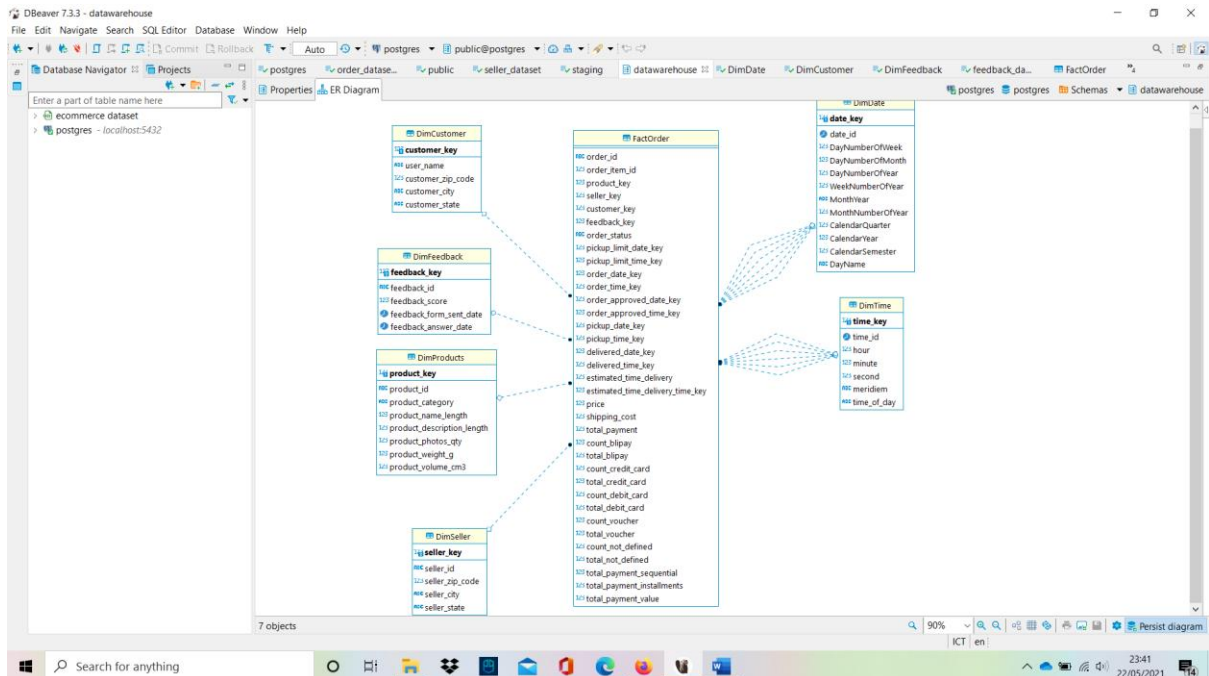 DBeaver 7.3.3 - datawarehouse
File Edit Navigate Search SQL Editor Database Window Help
Commit Rollback Auto postgres public@postgres
Database Navigator Projects
Enter a part of table name here
ecommerce dataset
postgres - localhost:5432
postgres order_datase... public seller_dataset staging datawarehouse DimDate DimCustomer DimFeedback feedback_da... FactOrder
Properties ER Diagram
postgres postgres Schemas datawarehouse
DimCustomer
customer_key
user_name
customer_zip_code
customer_city
customer_state
DimFeedback
feedback_key
feedback_id
feedback_score
feedback_form_sent_date
feedback_answer_date
DimProducts
product_key
product_id
product_category
product_name_length
product_description_length
product_photos_qty
product_weight_g
product_volume_cm3
DimSeller
seller_key
seller_id
seller_zip_code
seller_city
seller_state
FactOrder
order_id
order_item_id
product_key
seller_key
customer_key
feedback_key
order_status
pickup_limit_date_key
pickup_limit_time_key
order_date_key
order_time_key
order_approved_date_key
order_approved_time_key
pickup_date_key
pickup_time_key
delivered_date_key
delivered_time_key
estimated_time_delivery
estimated_time_delivery_time_key
price
shipping_cost
total_payment
count_blipay
total_blipay
count_credit_card
total_credit_card
count_debit_card
total_debit_card
count_voucher
total_voucher
count_not_defined
total_not_defined
total_payment_sequential
total_payment_installments
total_payment_value
DimDate
date_key
date_id
DayNumberOfWeek
DayNumberOfMonth
DayNumberOfYear
WeekNumberOfYear
MonthYear
MonthNumberOfYear
CalendarQuarter
CalendarYear
CalendarSemester
DayName
DimTime
time_key
time_id
hour
minute
second
meridiem
time_of_day
7 objects
90%
Persist diagram
ICT en
Search for anything
23:41
22/05/2021